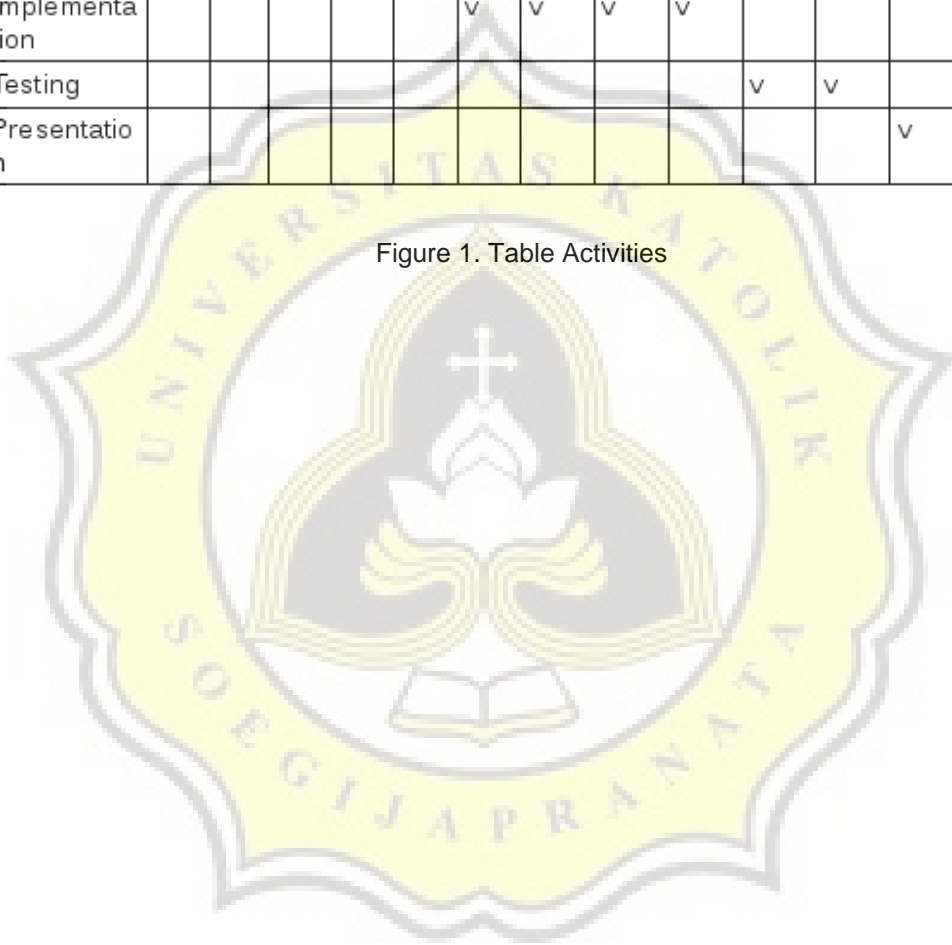 mplementa v v v v
ion
Testing v v
Presentatio v
n
Figure 1. Table Activities
UNIVERSITAS KATOLIK
SOEGIJAPRANATA